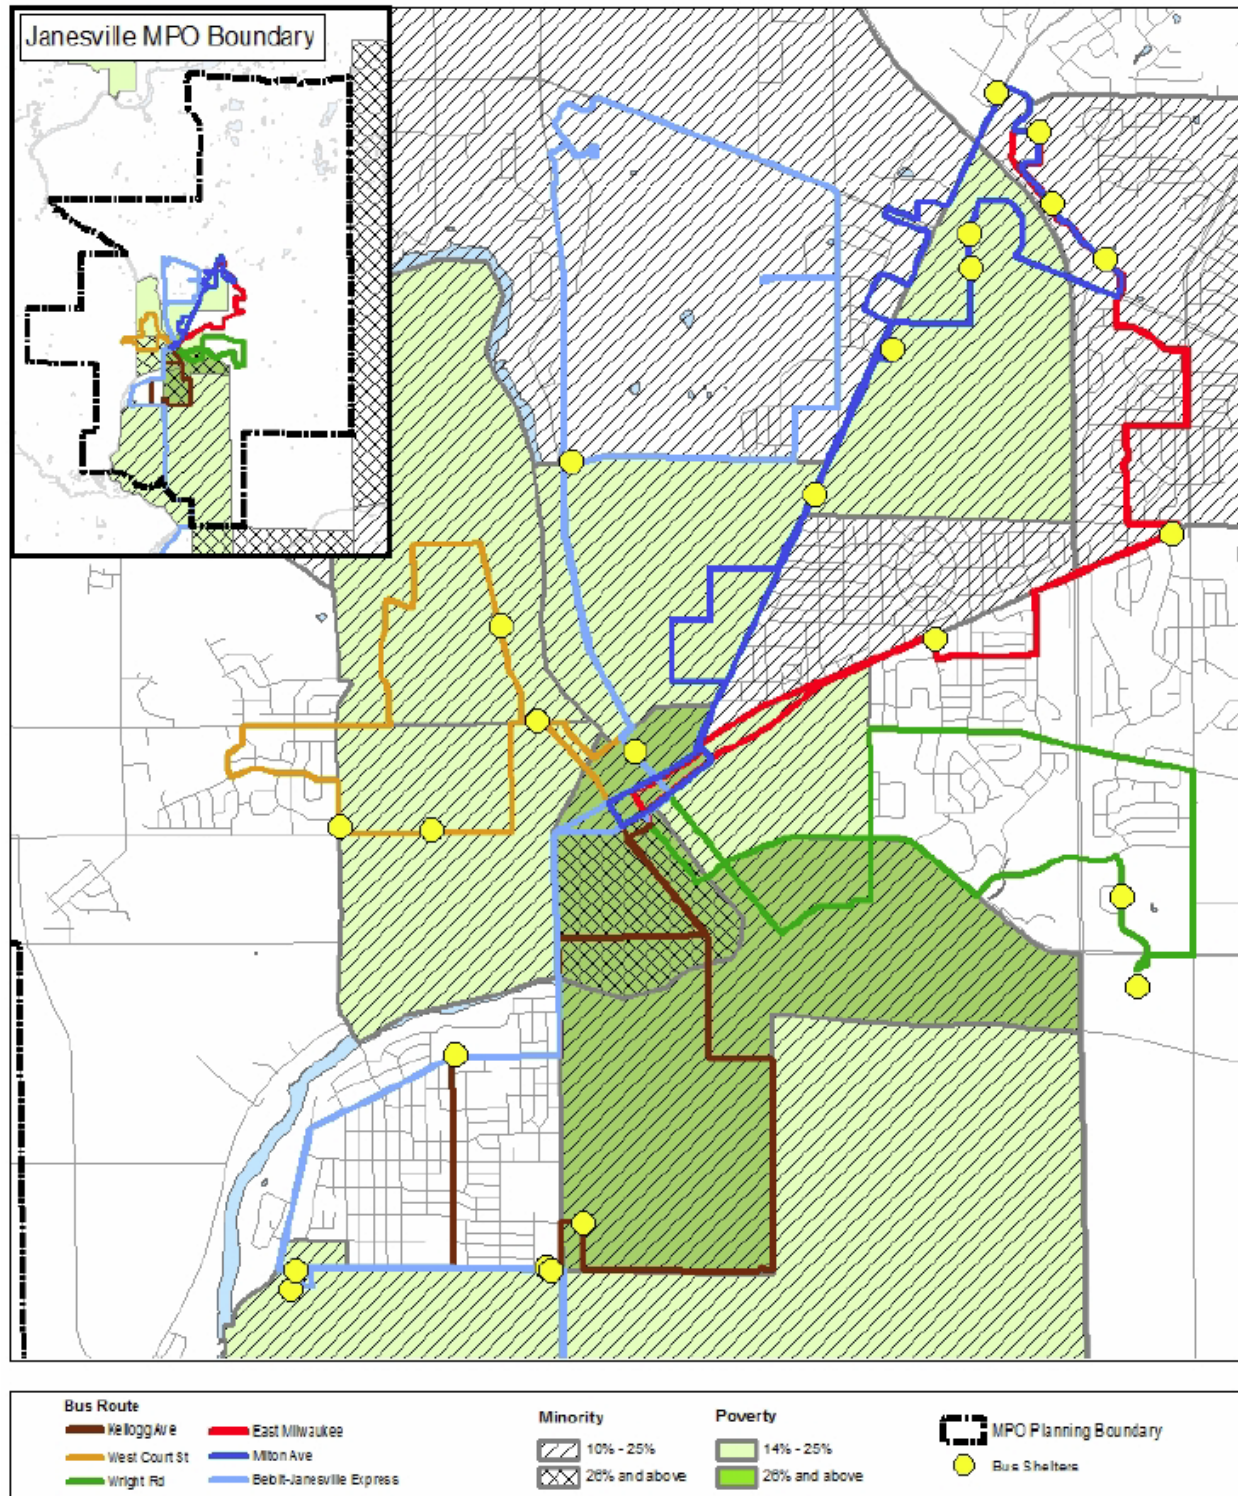 Janesville MPO Boundary
Bus Route
Kellogg Ave
West Court St
Wright Rd
East Milwaukee
Milton Ave
Beloit-Janesville Express
Minority
10% - 25%
26% and above
Poverty
14% - 25%
26% and above
MPO Planning Boundary
Bus Shelters